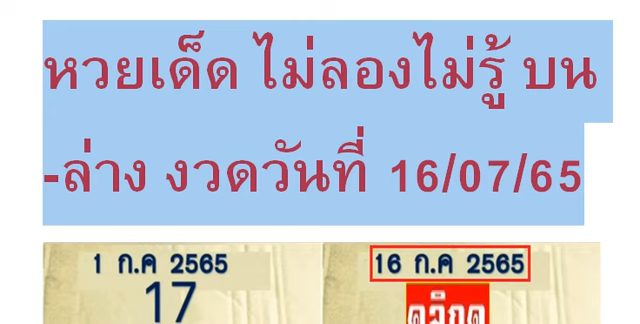 หวยเด็ด ไม่ลองไม่รู้ บน
-ล่าง งวดวันที่ 16/07/65
1 ก.ค 2565
16 ก.ค 2565
17